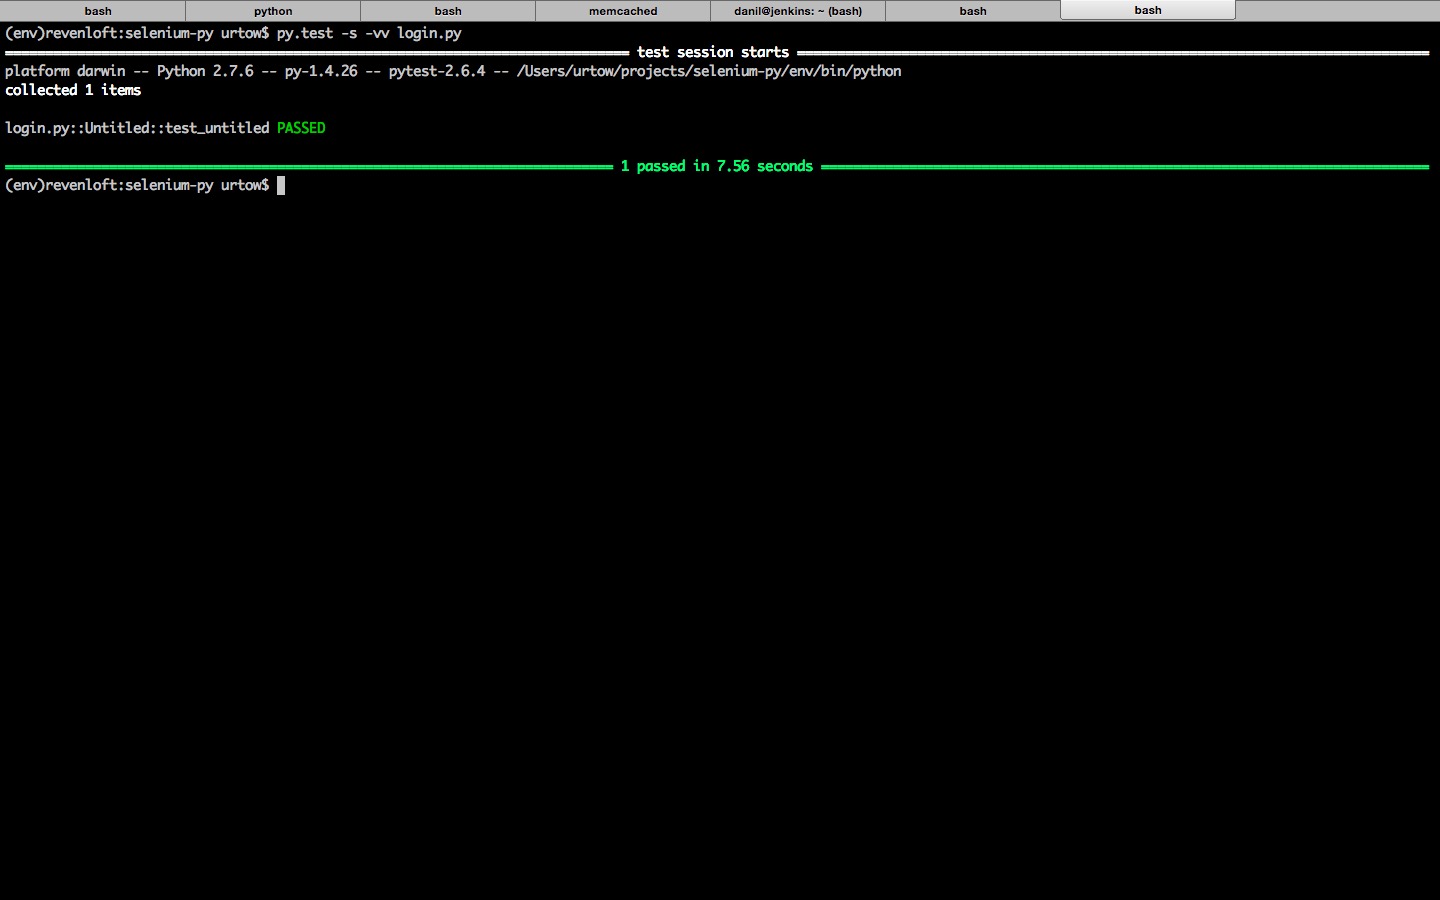 bash python bash memcached danil@jenkins: ~ (bash) bash bash
(env)revenloft:selenium-py urtow$ py.test -s -vv login.py
test session starts
platform darwin -- Python 2.7.6 -- py-1.4.26 -- pytest-2.6.4 -- /Users/urtow/projects/selenium-py/env/bin/python
collected 1 items
login.py::Untitled::test_untitled PASSED
1 passed in 7.56 seconds
(env)revenloft:selenium-py urtow$